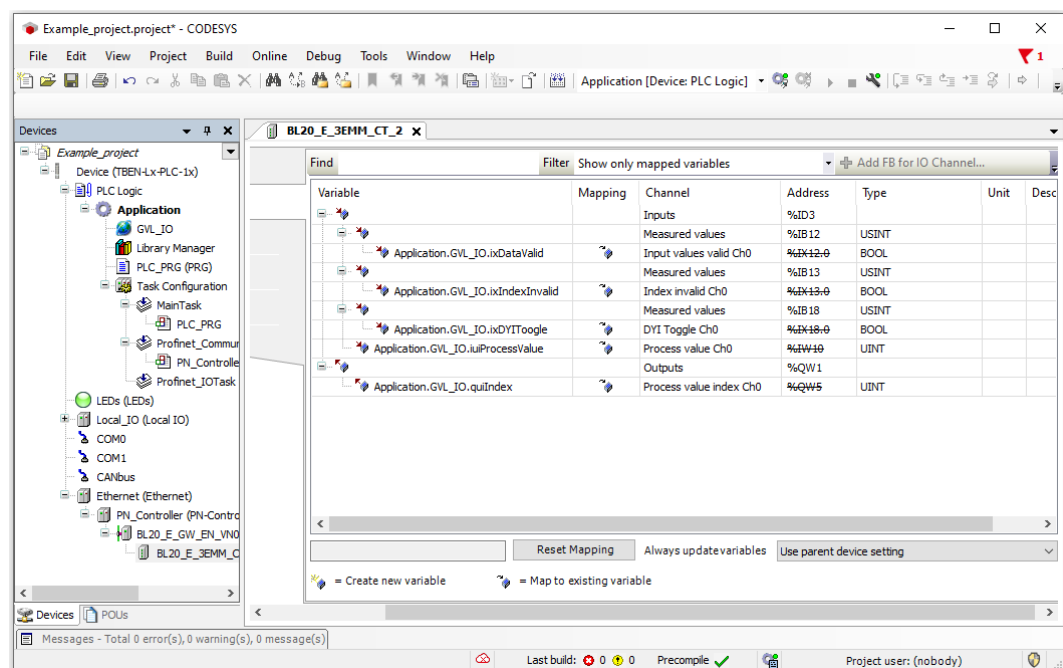 Example_project.project* - CODESYS
File Edit View Project Build Online Debug Tools Window Help
1
Application [Device: PLC Logic]
Devices
BL20_E_3EMM_CT_2
Example_project
Device (TBEN-Lx-PLC-1x)
PLC Logic
Application
GVL_IO
Library Manager
PLC_PRG (PRG)
Task Configuration
MainTask
PLC_PRG
Profinet_Commur
PN_Controlle
Profinet_IOTask
LEDs (LEDs)
Local_IO (Local IO)
COM0
COM1
CANbus
Ethernet (Ethernet)
PN_Controller (PN-Contro
BL20_E_GW_EN_VN0
BL20_E_3EMM_C
Devices POUs
Find Filter Show only mapped variables Add FB for IO Channel...
Variable Mapping Channel Address Type Unit Desc
Inputs %ID3
Measured values %IB12 USINT
Application.GVL_IO.ixDataValid Input values valid Ch0 %IX12.0 BOOL
Measured values %IB13 USINT
Application.GVL_IO.ixIndexInvalid Index invalid Ch0 %IX13.0 BOOL
Measured values %IB18 USINT
Application.GVL_IO.ixDYIToogle DYI Toggle Ch0 %IX18.0 BOOL
Application.GVL_IO.iuiProcessValue Process value Ch0 %IW10 UINT
Outputs %QW1
Application.GVL_IO.quiIndex Process value index Ch0 %QW5 UINT
Reset Mapping Always updatevariables Use parent device setting
= Create new variable = Map to existing variable
Messages - Total 0 error(s), 0 warning(s), 0 message(s)
Last build: 0 0 Precompile Project user: (nobody)